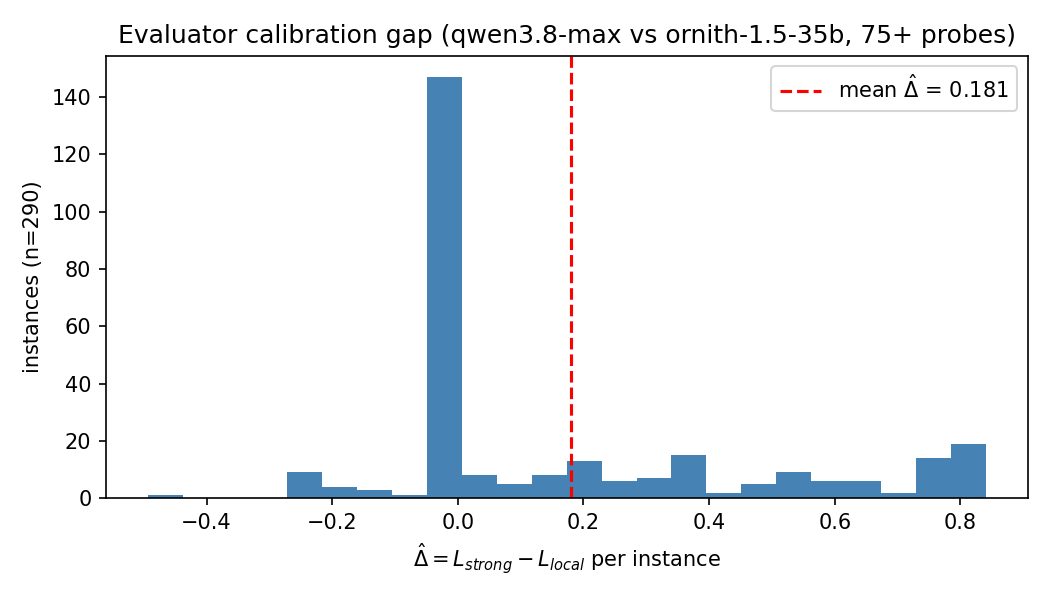 Evaluator calibration gap (qwen3.8-max vs ornith-1.5-35b, 75+ probes)
mean Δ̂ = 0.181
instances (n=290)
140
120
100
80
60
40
20
0
−0.4 −0.2 0.0 0.2 0.4 0.6 0.8
Δ̂ = L_strong − L_local per instance